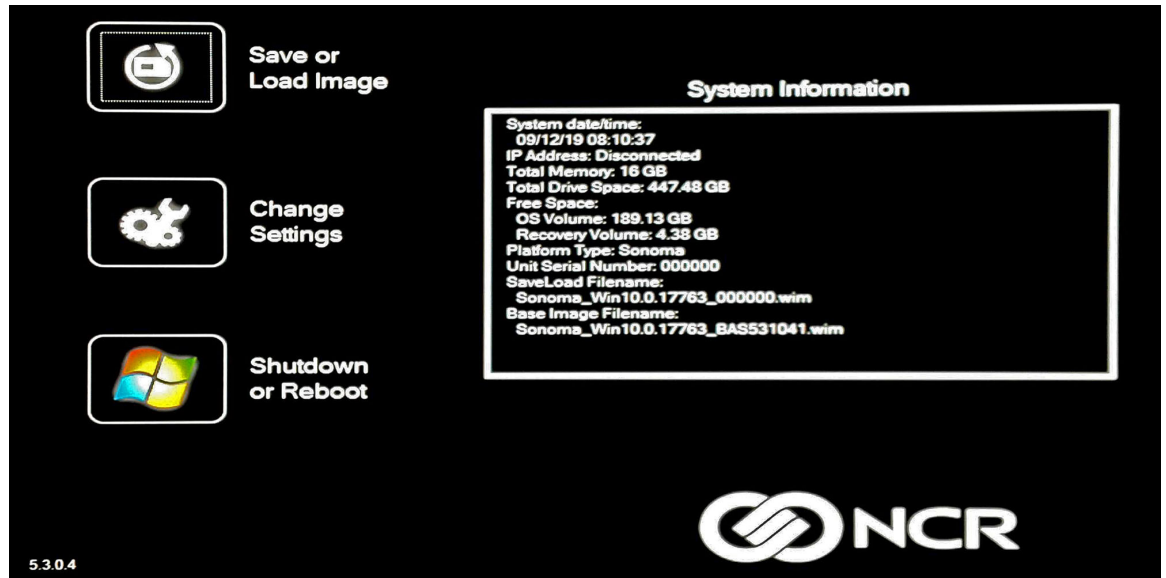 Save or
Load Image
Change
Settings
Shutdown
or Reboot
System Information
System date/time:
09/12/19 08:10:37
IP Address: Disconnected
Total Memory: 16 GB
Total Drive Space: 447.48 GB
Free Space:
OS Volume: 189.13 GB
Recovery Volume: 4.38 GB
Platform Type: Sonoma
Unit Serial Number: 000000
SaveLoad Filename:
Sonoma_Win10.0.17763_000000.wim
Base Image Filename:
Sonoma_Win10.0.17763_BAS531041.wim
NCR
5.3.0.4